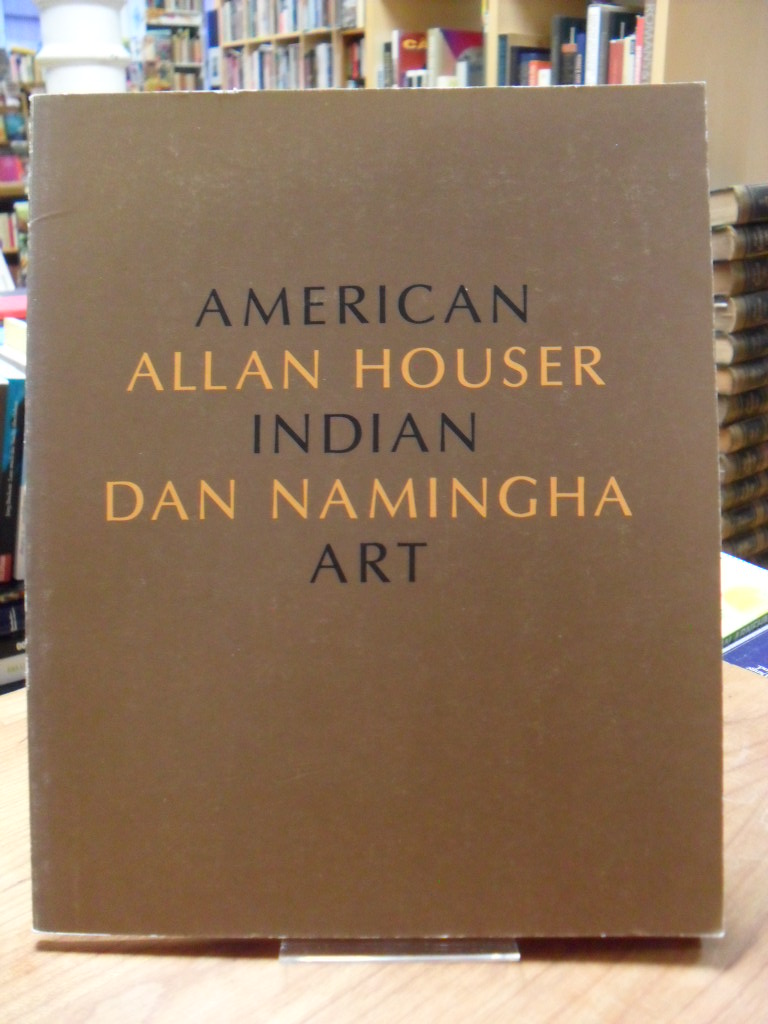 AMERICAN
ALLAN HOUSER
INDIAN
DAN NAMINGHA
ART